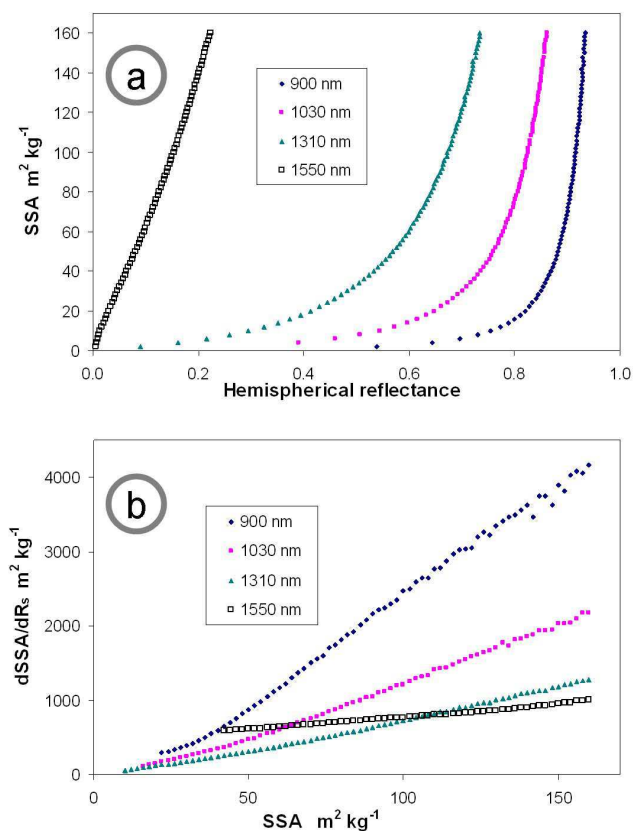 a
SSA m² kg⁻¹
160
140
120
100
80
60
40
20
0
900 nm
1030 nm
1310 nm
1550 nm
0.0 0.2 0.4 0.6 0.8 1.0
Hemispherical reflectance
b
dSSA/dRₛ m² kg⁻¹
4000
3000
2000
1000
0
900 nm
1030 nm
1310 nm
1550 nm
0 50 100 150
SSA m² kg⁻¹